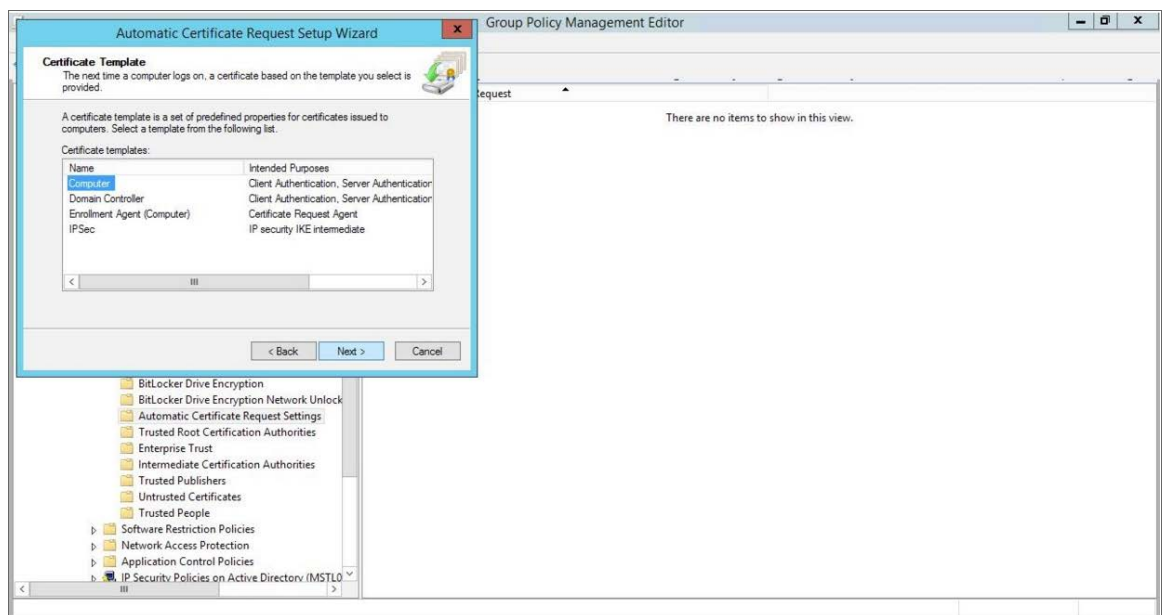 Group Policy Management Editor
Automatic Certificate Request Setup Wizard
Certificate Template
The next time a computer logs on, a certificate based on the template you select is
provided.
A certificate template is a set of predefined properties for certificates issued to
computers. Select a template from the following list.
Certificate templates:
Name Intended Purposes
Computer Client Authentication, Server Authentication
Domain Controller Client Authentication, Server Authentication
Enrollment Agent (Computer) Certificate Request Agent
IPSec IP security IKE intermediate
< Back Next > Cancel
equest
There are no items to show in this view.
BitLocker Drive Encryption
BitLocker Drive Encryption Network Unlock
Automatic Certificate Request Settings
Trusted Root Certification Authorities
Enterprise Trust
Intermediate Certification Authorities
Trusted Publishers
Untrusted Certificates
Trusted People
Software Restriction Policies
Network Access Protection
Application Control Policies
IP Security Policies on Active Directory (MSTL0